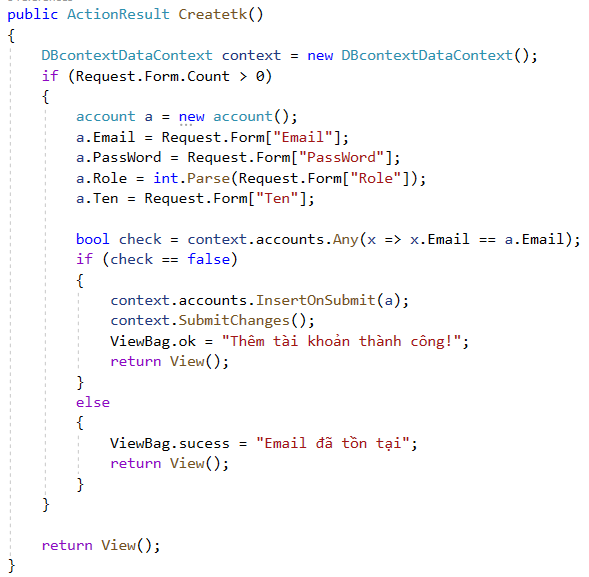 public ActionResult Createtk()
{
    DBcontextDataContext context = new DBcontextDataContext();
    if (Request.Form.Count > 0)
    {
        account a = new account();
        a.Email = Request.Form["Email"];
        a.PassWord = Request.Form["PassWord"];
        a.Role = int.Parse(Request.Form["Role"]);
        a.Ten = Request.Form["Ten"];

        bool check = context.accounts.Any(x => x.Email == a.Email);
        if (check == false)
        {
            context.accounts.InsertOnSubmit(a);
            context.SubmitChanges();
            ViewBag.ok = "Thêm tài khoản thành công!";
            return View();
        }
        else
        {
            ViewBag.sucess = "Email đã tồn tại";
            return View();
        }
    }

    return View();
}